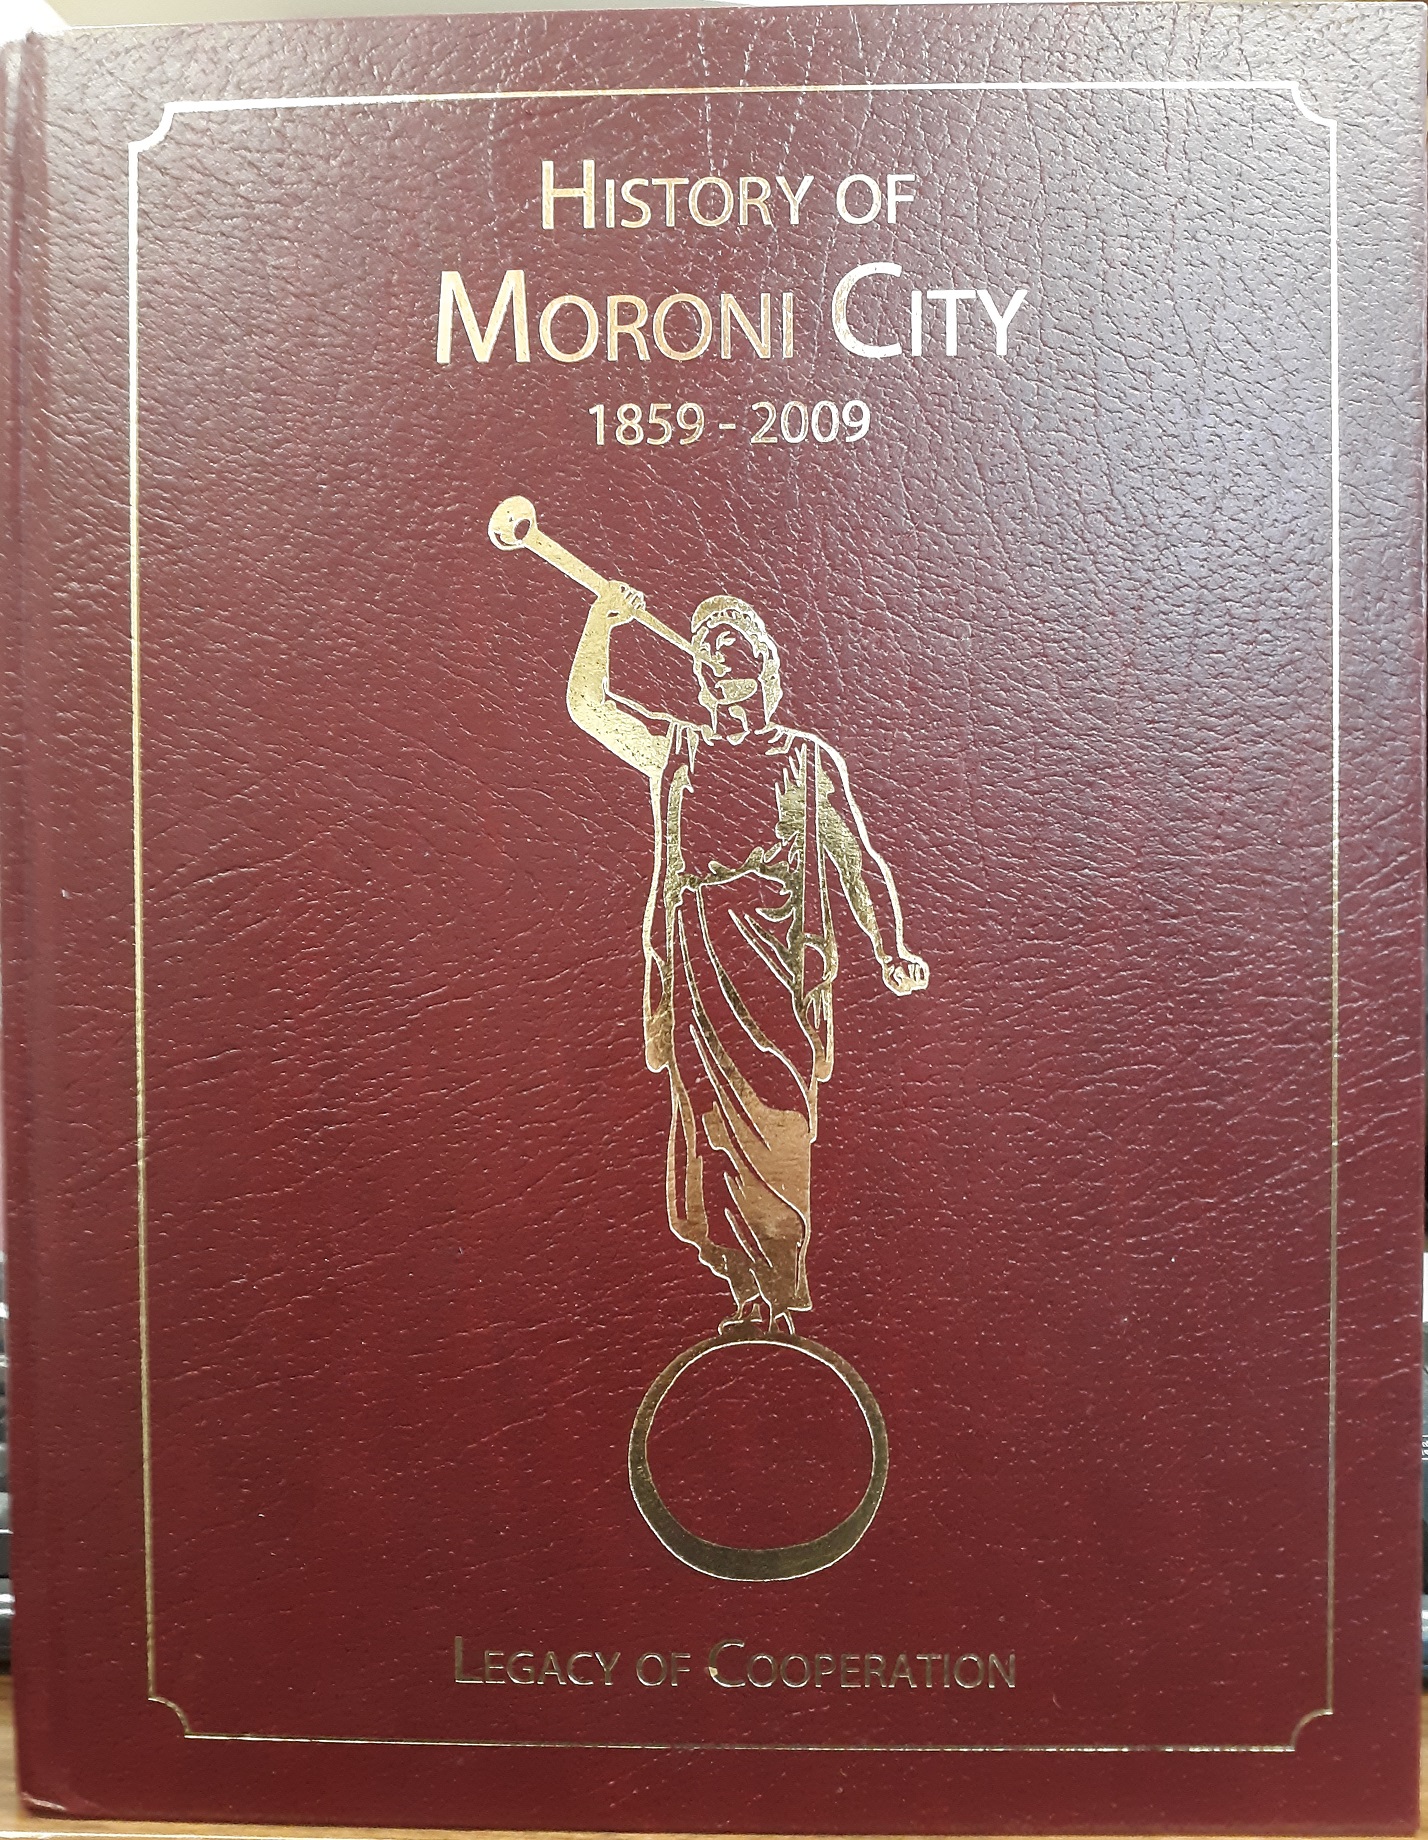 History of
Moroni City
1859 - 2009
Legacy of Cooperation